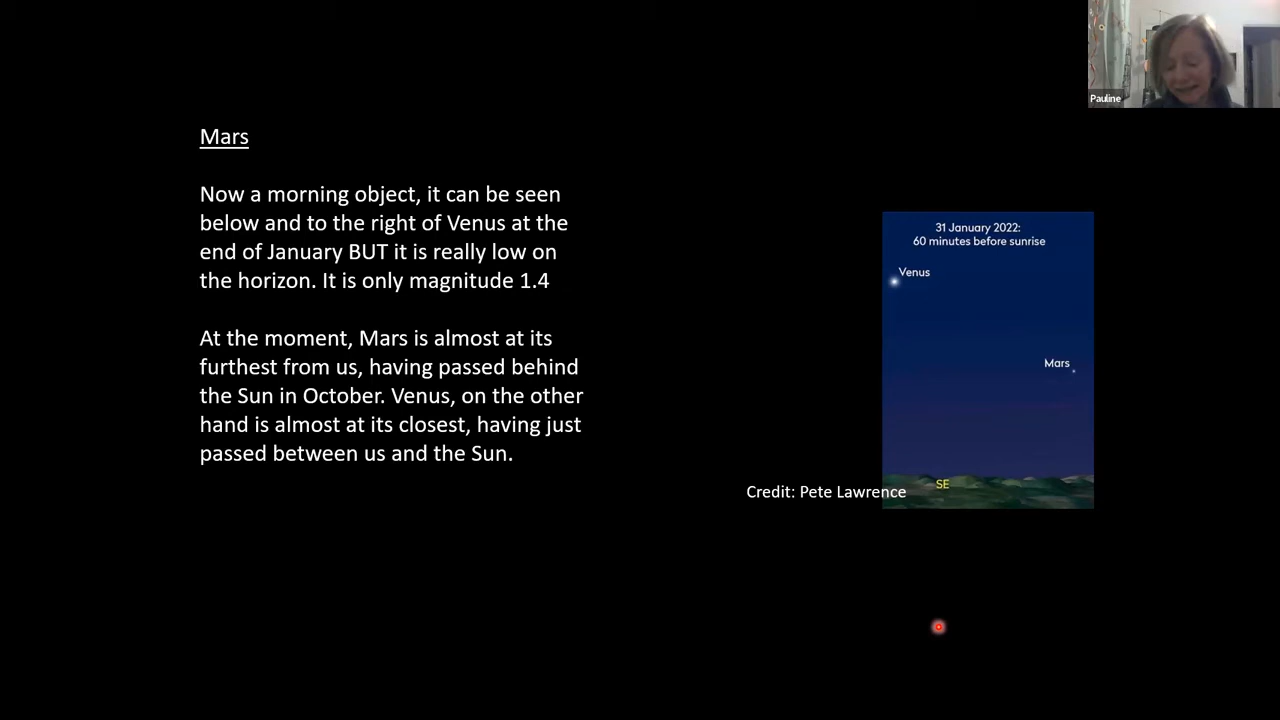 Pauline
Mars
Now a morning object, it can be seen
below and to the right of Venus at the
end of January BUT it is really low on
the horizon. It is only magnitude 1.4
At the moment, Mars is almost at its
furthest from us, having passed behind
the Sun in October. Venus, on the other
hand is almost at its closest, having just
passed between us and the Sun.
31 January 2022:
60 minutes before sunrise
Venus
Mars
SE
Credit: Pete Lawrence